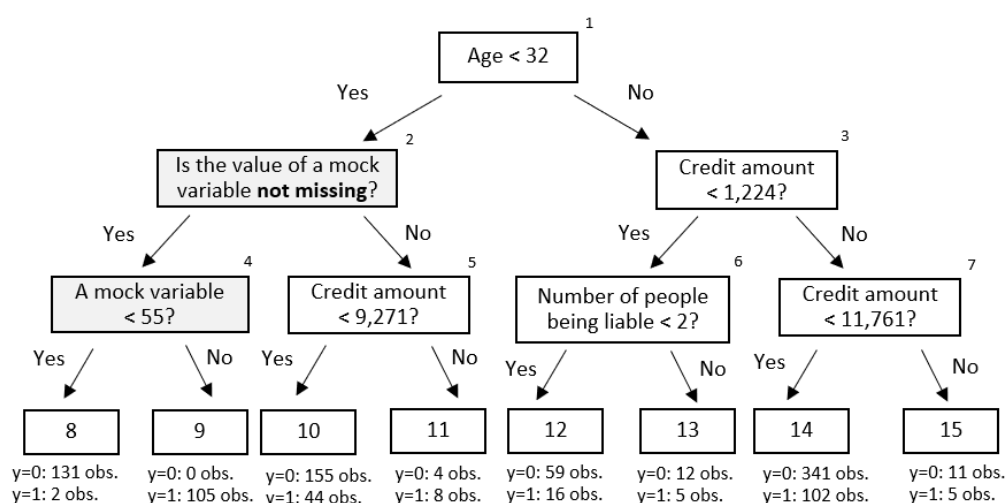 1
Age < 32
Yes
No
2
3
Is the value of a mock
variable not missing?
Credit amount
< 1,224?
Yes
No
Yes
No
4
5
6
7
A mock variable
< 55?
Credit amount
< 9,271?
Number of people
being liable < 2?
Credit amount
< 11,761?
Yes
No
Yes
No
Yes
No
Yes
No
8
9
10
11
12
13
14
15
y=0: 131 obs.
y=1: 2 obs.
y=0: 0 obs.
y=1: 105 obs.
y=0: 155 obs.
y=1: 44 obs.
y=0: 4 obs.
y=1: 8 obs.
y=0: 59 obs.
y=1: 16 obs.
y=0: 12 obs.
y=1: 5 obs.
y=0: 341 obs.
y=1: 102 obs.
y=0: 11 obs.
y=1: 5 obs.